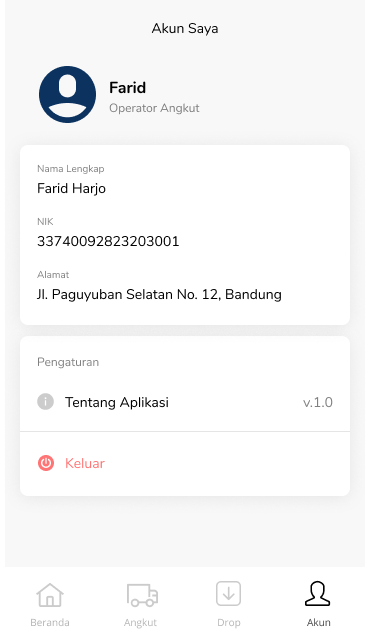 Akun Saya
Farid
Operator Angkut
Nama Lengkap
Farid Harjo
NIK
33740092823203001
Alamat
Jl. Paguyuban Selatan No. 12, Bandung
Pengaturan
Tentang Aplikasi v.1.0
Keluar
Beranda Angkut Drop Akun